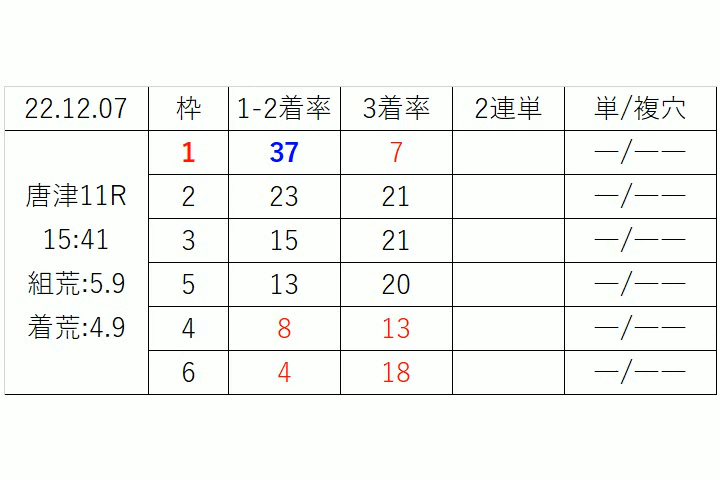 22.12.07 枠 1-2着率 3着率 2連単 単/複穴
1 37 7 ―/――
唐津11R 2 23 21 ―/――
15:41 3 15 21 ―/――
組荒:5.9 5 13 20 ―/――
着荒:4.9 4 8 13 ―/――
6 4 18 ―/――